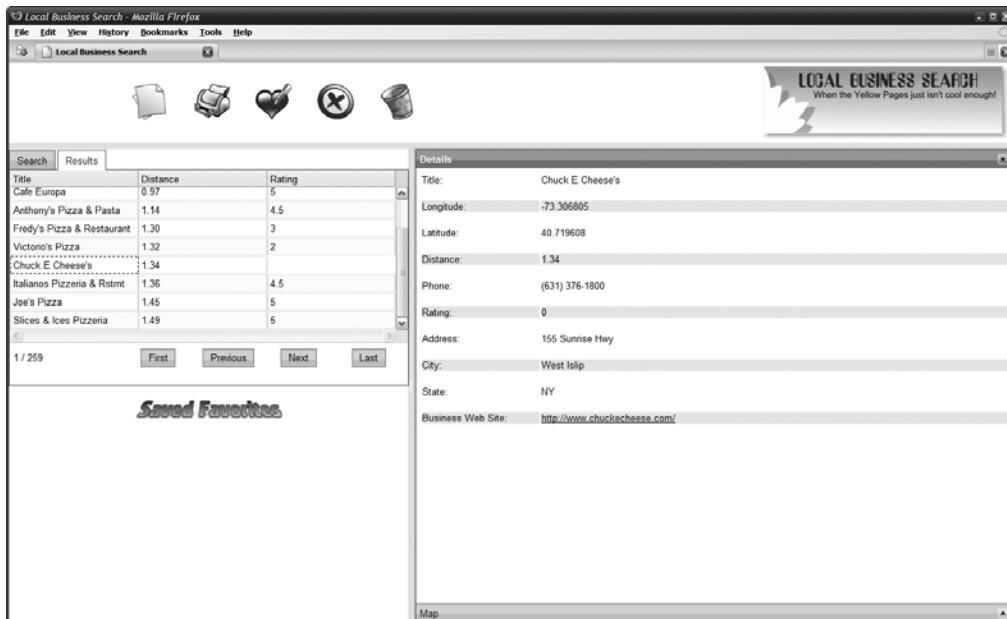 Local Business Search - Mozilla Firefox
File Edit View History Bookmarks Tools Help
Local Business Search
LOCAL BUSINESS SEARCH
When the Yellow Pages just isn't cool enough!
Search Results
Title Distance Rating
Cafe Europa 0.97 5
Anthony's Pizza & Pasta 1.14 4.5
Fredy's Pizza & Restaurant 1.30 3
Victorio's Pizza 1.32 2
Chuck E Cheese's 1.34
Italianos Pizzeria & Rstrnt 1.36 4.5
Joe's Pizza 1.45 5
Slices & Ices Pizzeria 1.49 5
1 / 259 First Previous Next Last
Saved Favorites
Details
Title: Chuck E Cheese's
Longitude: -73.306805
Latitude: 40.719608
Distance: 1.34
Phone: (631) 376-1800
Rating: 0
Address: 155 Sunrise Hwy
City: West Islip
State: NY
Business Web Site: http://www.chuckecheese.com/
Map